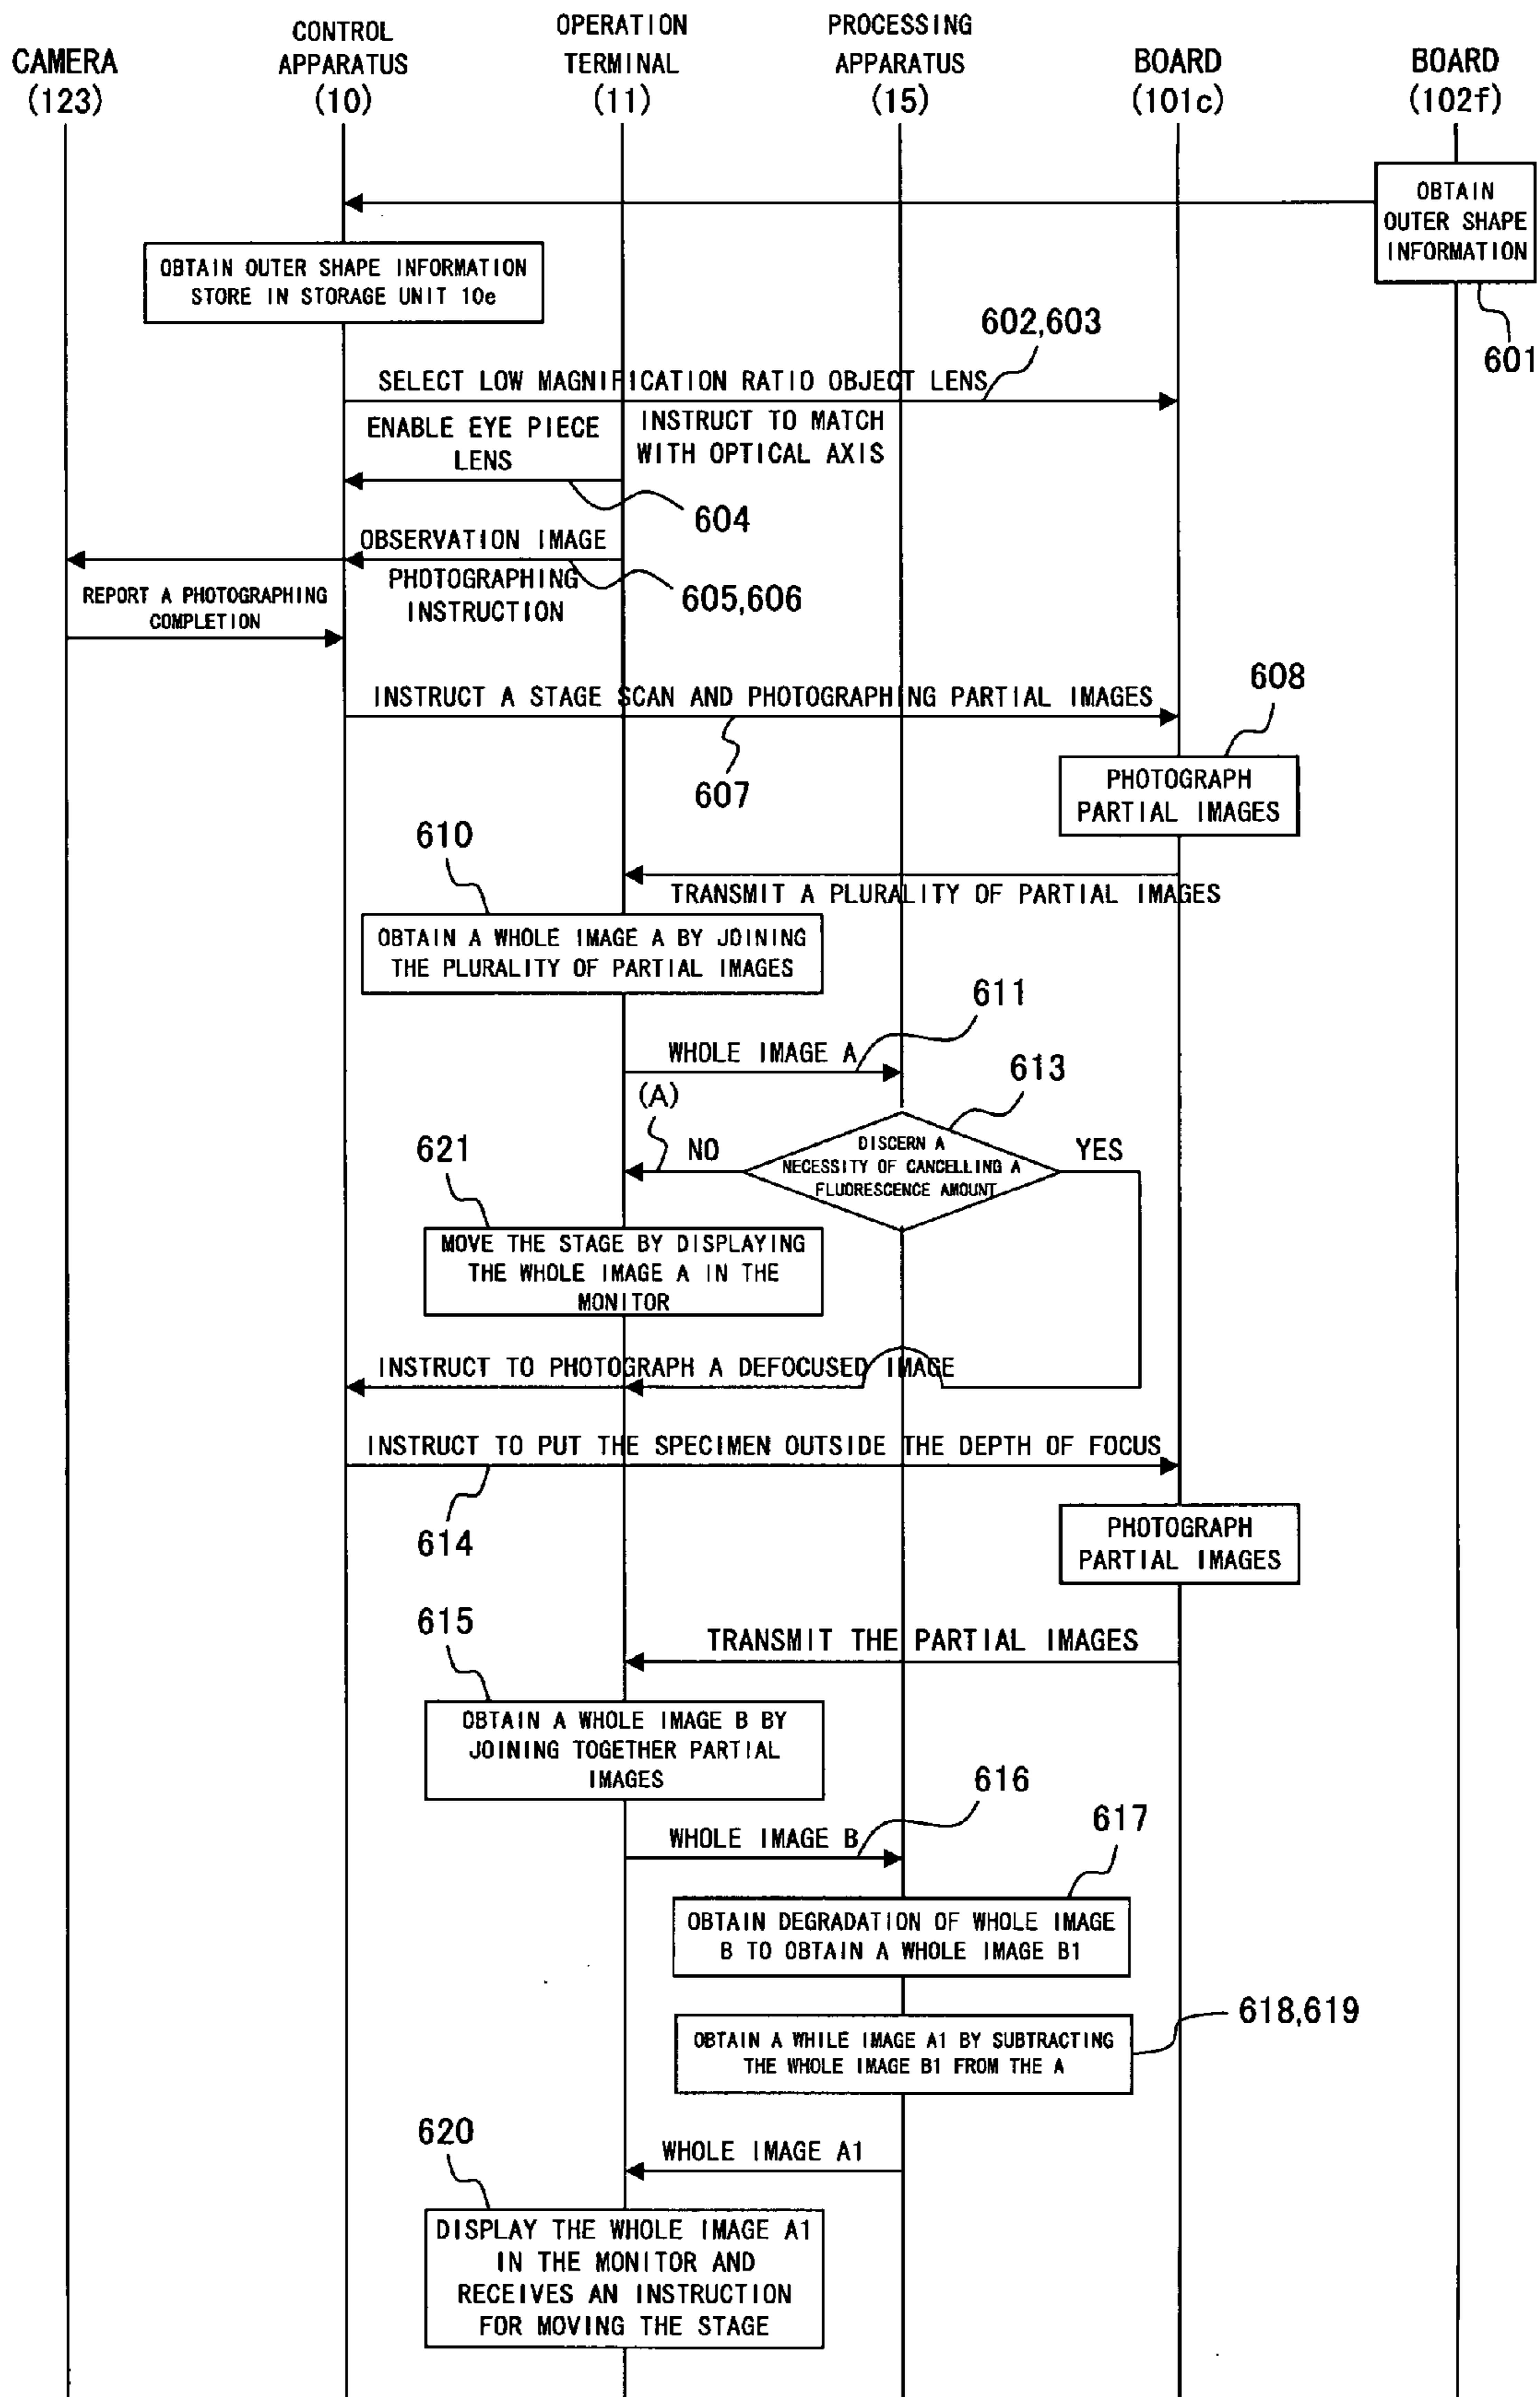 CAMERA
(123)
CONTROL
APPARATUS
(10)
OPERATION
TERMINAL
(11)
PROCESSING
APPARATUS
(15)
BOARD
(101c)
BOARD
(102f)
OBTAIN
OUTER SHAPE
INFORMATION
601
OBTAIN OUTER SHAPE INFORMATION
STORE IN STORAGE UNIT 10e
602,603
SELECT LOW MAGNIFICATION RATIO OBJECT LENS
INSTRUCT TO MATCH
WITH OPTICAL AXIS
ENABLE EYE PIECE
LENS
604
OBSERVATION IMAGE
PHOTOGRAPHING
INSTRUCTION
605,606
REPORT A PHOTOGRAPHING
COMPLETION
INSTRUCT A STAGE SCAN AND PHOTOGRAPHING PARTIAL IMAGES
607
608
PHOTOGRAPH
PARTIAL IMAGES
TRANSMIT A PLURALITY OF PARTIAL IMAGES
610
OBTAIN A WHOLE IMAGE A BY JOINING
THE PLURALITY OF PARTIAL IMAGES
611
WHOLE IMAGE A
613
(A)
NO
DISCERN A
NECESSITY OF CANCELLING A
FLUORESCENCE AMOUNT
YES
621
MOVE THE STAGE BY DISPLAYING
THE WHOLE IMAGE A IN THE
MONITOR
INSTRUCT TO PHOTOGRAPH A DEFOCUSED IMAGE
INSTRUCT TO PUT THE SPECIMEN OUTSIDE THE DEPTH OF FOCUS
614
PHOTOGRAPH
PARTIAL IMAGES
TRANSMIT THE PARTIAL IMAGES
615
OBTAIN A WHOLE IMAGE B BY
JOINING TOGETHER PARTIAL
IMAGES
616
WHOLE IMAGE B
617
OBTAIN DEGRADATION OF WHOLE IMAGE
B TO OBTAIN A WHOLE IMAGE B1
618,619
OBTAIN A WHILE IMAGE A1 BY SUBTRACTING
THE WHOLE IMAGE B1 FROM THE A
WHOLE IMAGE A1
620
DISPLAY THE WHOLE IMAGE A1
IN THE MONITOR AND
RECEIVES AN INSTRUCTION
FOR MOVING THE STAGE